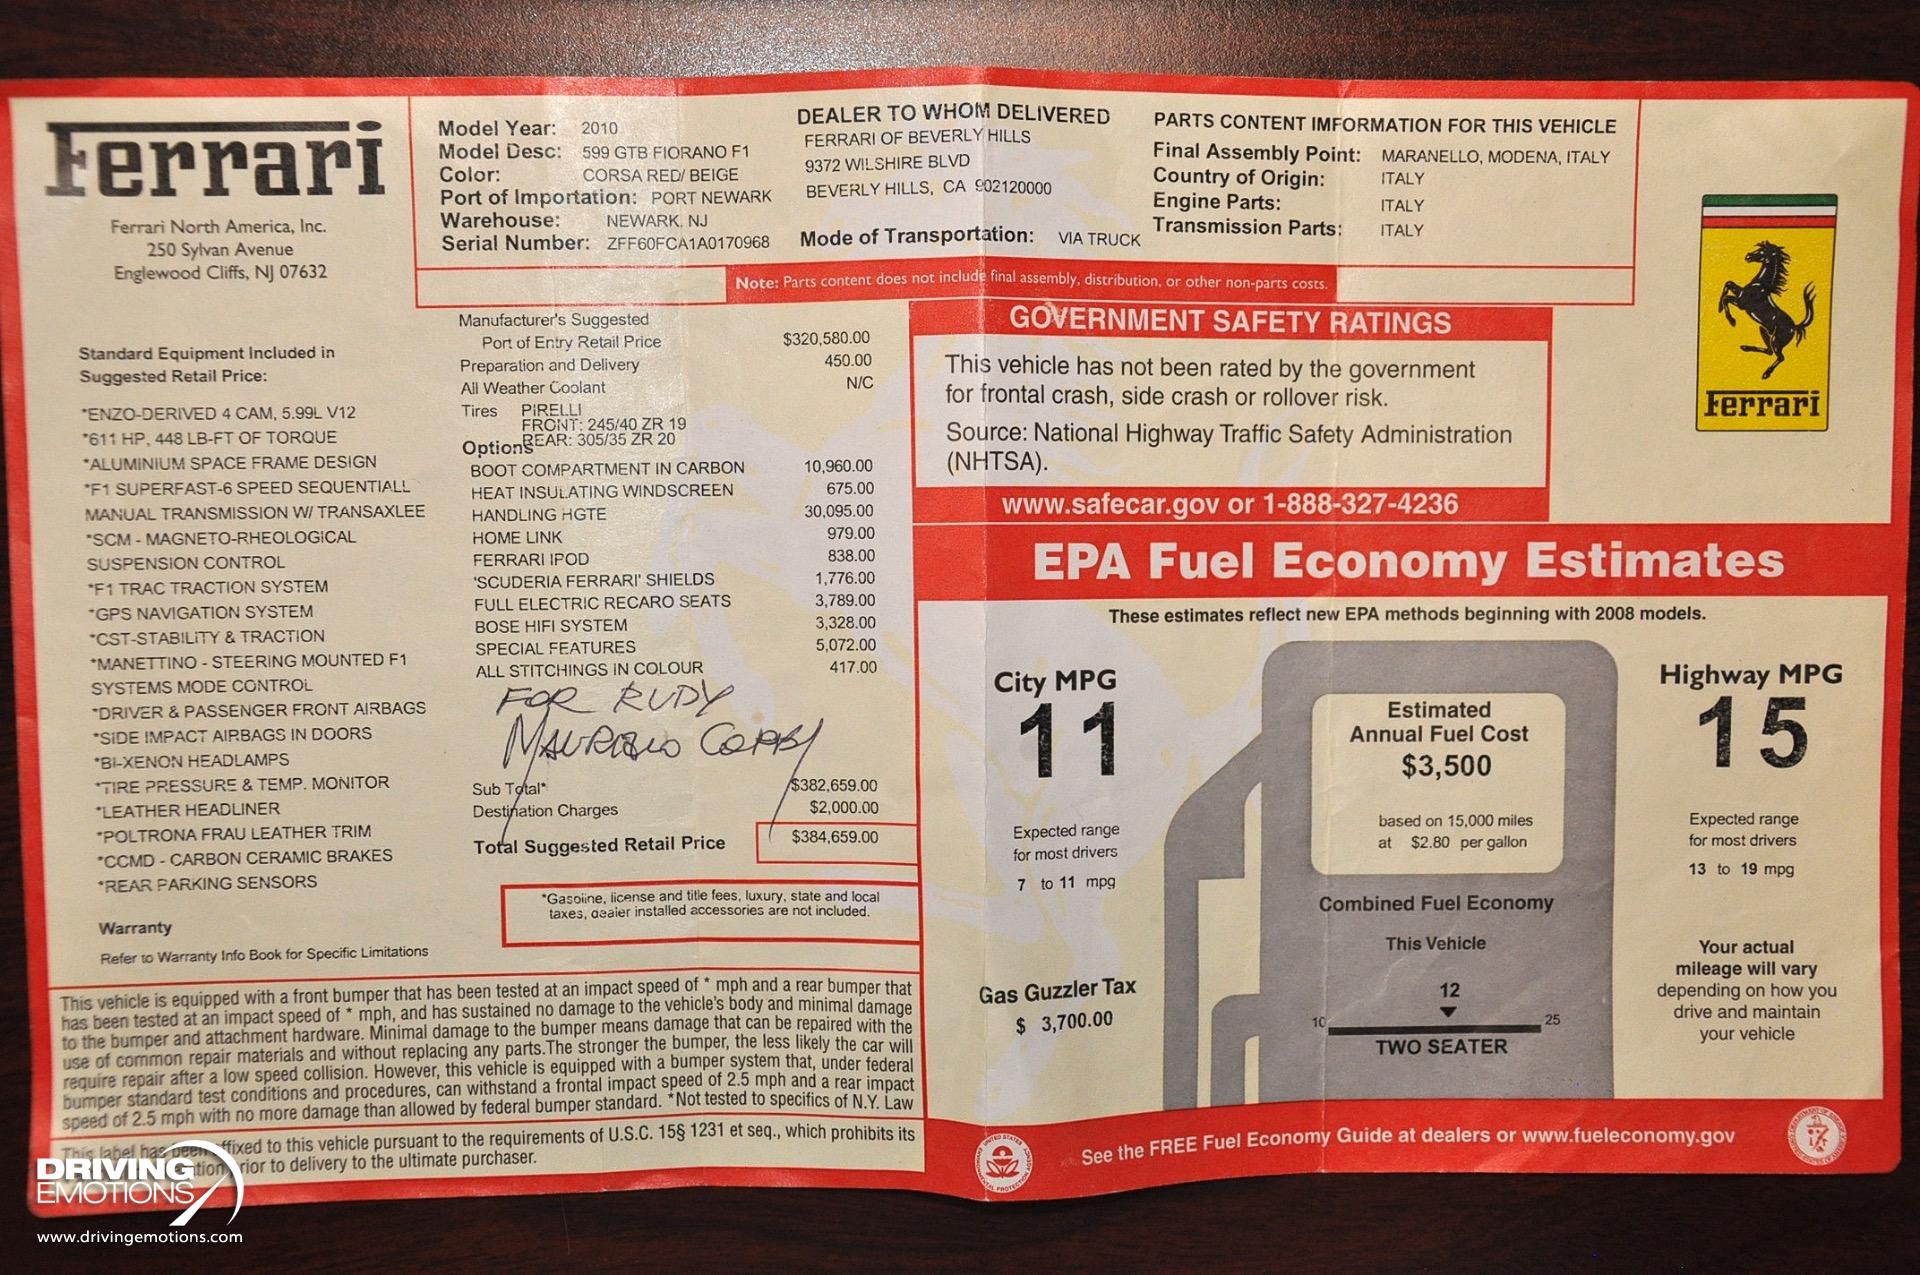 Ferrari
Ferrari North America, Inc.
250 Sylvan Avenue
Englewood Cliffs, NJ 07632
Model Year: 2010
Model Desc: 599 GTB FIORANO F1
Color: CORSA RED/ BEIGE
Port of Importation: PORT NEWARK
Warehouse: NEWARK, NJ
Serial Number: ZFF60FCA1A0170968
DEALER TO WHOM DELIVERED
FERRARI OF BEVERLY HILLS
9372 WILSHIRE BLVD
BEVERLY HILLS, CA 902120000
Mode of Transportation: VIA TRUCK
PARTS CONTENT IMFORMATION FOR THIS VEHICLE
Final Assembly Point: MARANELLO, MODENA, ITALY
Country of Origin: ITALY
Engine Parts: ITALY
Transmission Parts: ITALY
Note: Parts content does not include final assembly, distribution, or other non-parts costs.
Ferrari
Standard Equipment Included in
Suggested Retail Price:
*ENZO-DERIVED 4 CAM, 5.99L V12
*611 HP, 448 LB-FT OF TORQUE
*ALUMINIUM SPACE FRAME DESIGN
*F1 SUPERFAST-6 SPEED SEQUENTIALL
MANUAL TRANSMISSION W/ TRANSAXLEE
*SCM - MAGNETO-RHEOLOGICAL
SUSPENSION CONTROL
*F1 TRAC TRACTION SYSTEM
*GPS NAVIGATION SYSTEM
*CST-STABILITY & TRACTION
*MANETTINO - STEERING MOUNTED F1
SYSTEMS MODE CONTROL
*DRIVER & PASSENGER FRONT AIRBAGS
*SIDE IMPACT AIRBAGS IN DOORS
*BI-XENON HEADLAMPS
*TIRE PRESSURE & TEMP. MONITOR
*LEATHER HEADLINER
*POLTRONA FRAU LEATHER TRIM
*CCMD - CARBON CERAMIC BRAKES
*REAR PARKING SENSORS
Warranty
Refer to Warranty Info Book for Specific Limitations
Manufacturer's Suggested
Port of Entry Retail Price $320,580.00
Preparation and Delivery 450.00
All Weather Coolant N/C
Tires PIRELLI
FRONT: 245/40 ZR 19
REAR: 305/35 ZR 20
Options
BOOT COMPARTMENT IN CARBON 10,960.00
HEAT INSULATING WINDSCREEN 675.00
HANDLING HGTE 30,095.00
HOME LINK 979.00
FERRARI IPOD 838.00
'SCUDERIA FERRARI' SHIELDS 1,776.00
FULL ELECTRIC RECARO SEATS 3,789.00
BOSE HIFI SYSTEM 3,328.00
SPECIAL FEATURES 5,072.00
ALL STITCHINGS IN COLOUR 417.00
FOR RUDY
Sub Total* $382,659.00
Destination Charges $2,000.00
Total Suggested Retail Price $384,659.00
*Gasoline, license and title fees, luxury, state and local
taxes, dealer installed accessories are not included.
This vehicle is equipped with a front bumper that has been tested at an impact speed of * mph and a rear bumper that
has been tested at an impact speed of * mph, and has sustained no damage to the vehicle's body and minimal damage
to the bumper and attachment hardware. Minimal damage to the bumper means damage that can be repaired with the
use of common repair materials and without replacing any parts.The stronger the bumper, the less likely the car will
require repair after a low speed collision. However, this vehicle is equipped with a bumper system that, under federal
bumper standard test conditions and procedures, can withstand a frontal impact speed of 2.5 mph and a rear impact
speed of 2.5 mph with no more damage than allowed by federal bumper standard. *Not tested to specifics of N.Y. Law
This label has been affixed to this vehicle pursuant to the requirements of U.S.C. 15§ 1231 et seq., which prohibits its
prior to delivery to the ultimate purchaser.
GOVERNMENT SAFETY RATINGS
This vehicle has not been rated by the government
for frontal crash, side crash or rollover risk.
Source: National Highway Traffic Safety Administration
(NHTSA).
www.safecar.gov or 1-888-327-4236
EPA Fuel Economy Estimates
These estimates reflect new EPA methods beginning with 2008 models.
City MPG
11
Expected range
for most drivers
7 to 11 mpg
Gas Guzzler Tax
$ 3,700.00
Estimated
Annual Fuel Cost
$3,500
based on 15,000 miles
at $2.80 per gallon
Combined Fuel Economy
This Vehicle
12
10 25
TWO SEATER
Highway MPG
15
Expected range
for most drivers
13 to 19 mpg
Your actual
mileage will vary
depending on how you
drive and maintain
your vehicle
See the FREE Fuel Economy Guide at dealers or www.fueleconomy.gov
DRIVING
EMOTIONS
www.drivingemotions.com